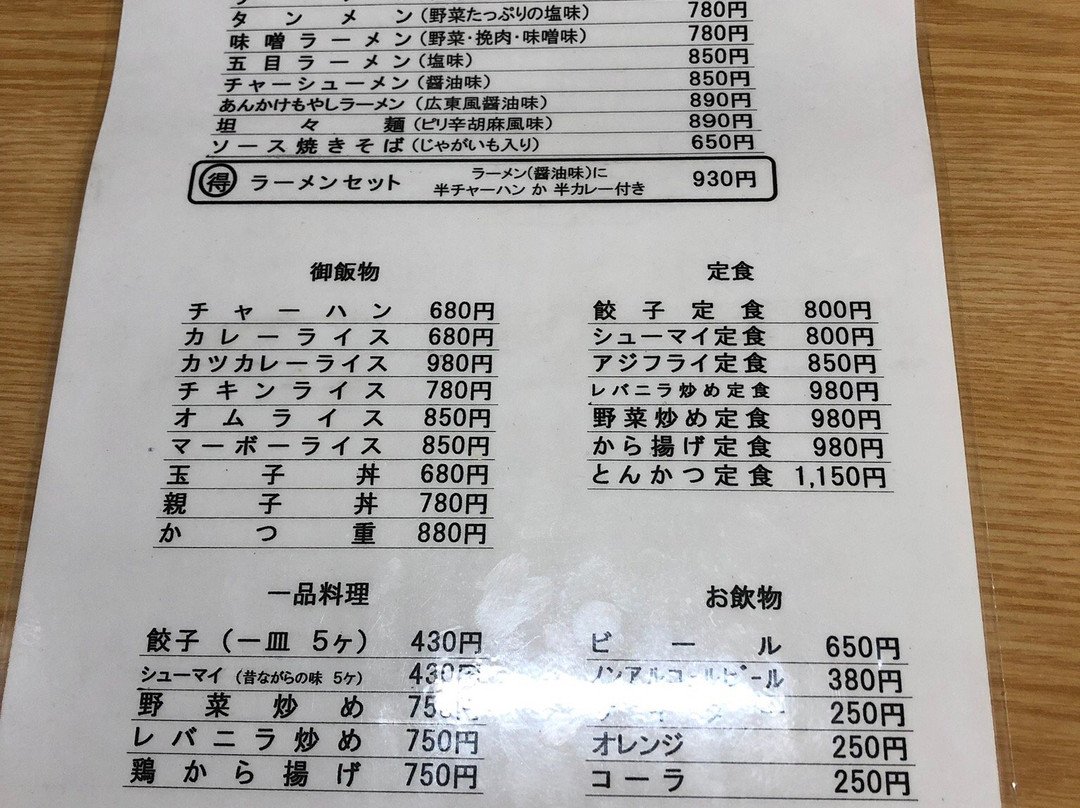 タンメン（野菜たっぷりの塩味） 780円
味噌ラーメン（野菜・挽肉・味噌味） 780円
五目ラーメン（塩味） 850円
チャーシューメン（醤油味） 850円
あんかけもやしラーメン（広東風醤油味） 890円
坦々麺（ピリ辛胡麻風味） 890円
ソース焼きそば（じゃがいも入り） 650円
得 ラーメンセット ラーメン（醤油味）に
半チャーハン か 半カレー付き 930円
御飯物
チャーハン 680円
カレーライス 680円
カツカレーライス 980円
チキンライス 780円
オムライス 850円
マーボーライス 850円
玉子丼 680円
親子丼 780円
かつ重 880円
定食
餃子定食 800円
シューマイ定食 800円
アジフライ定食 850円
レバニラ炒め定食 980円
野菜炒め定食 980円
から揚げ定食 980円
とんかつ定食 1,150円
一品料理
餃子（一皿 5ヶ） 430円
シューマイ（昔ながらの味 5ヶ） 430円
野菜炒め
レバニラ炒め 750円
鶏から揚げ 750円
お飲物
ビール 650円
ノンアルコールビール 380円
250円
オレンジ 250円
コーラ 250円